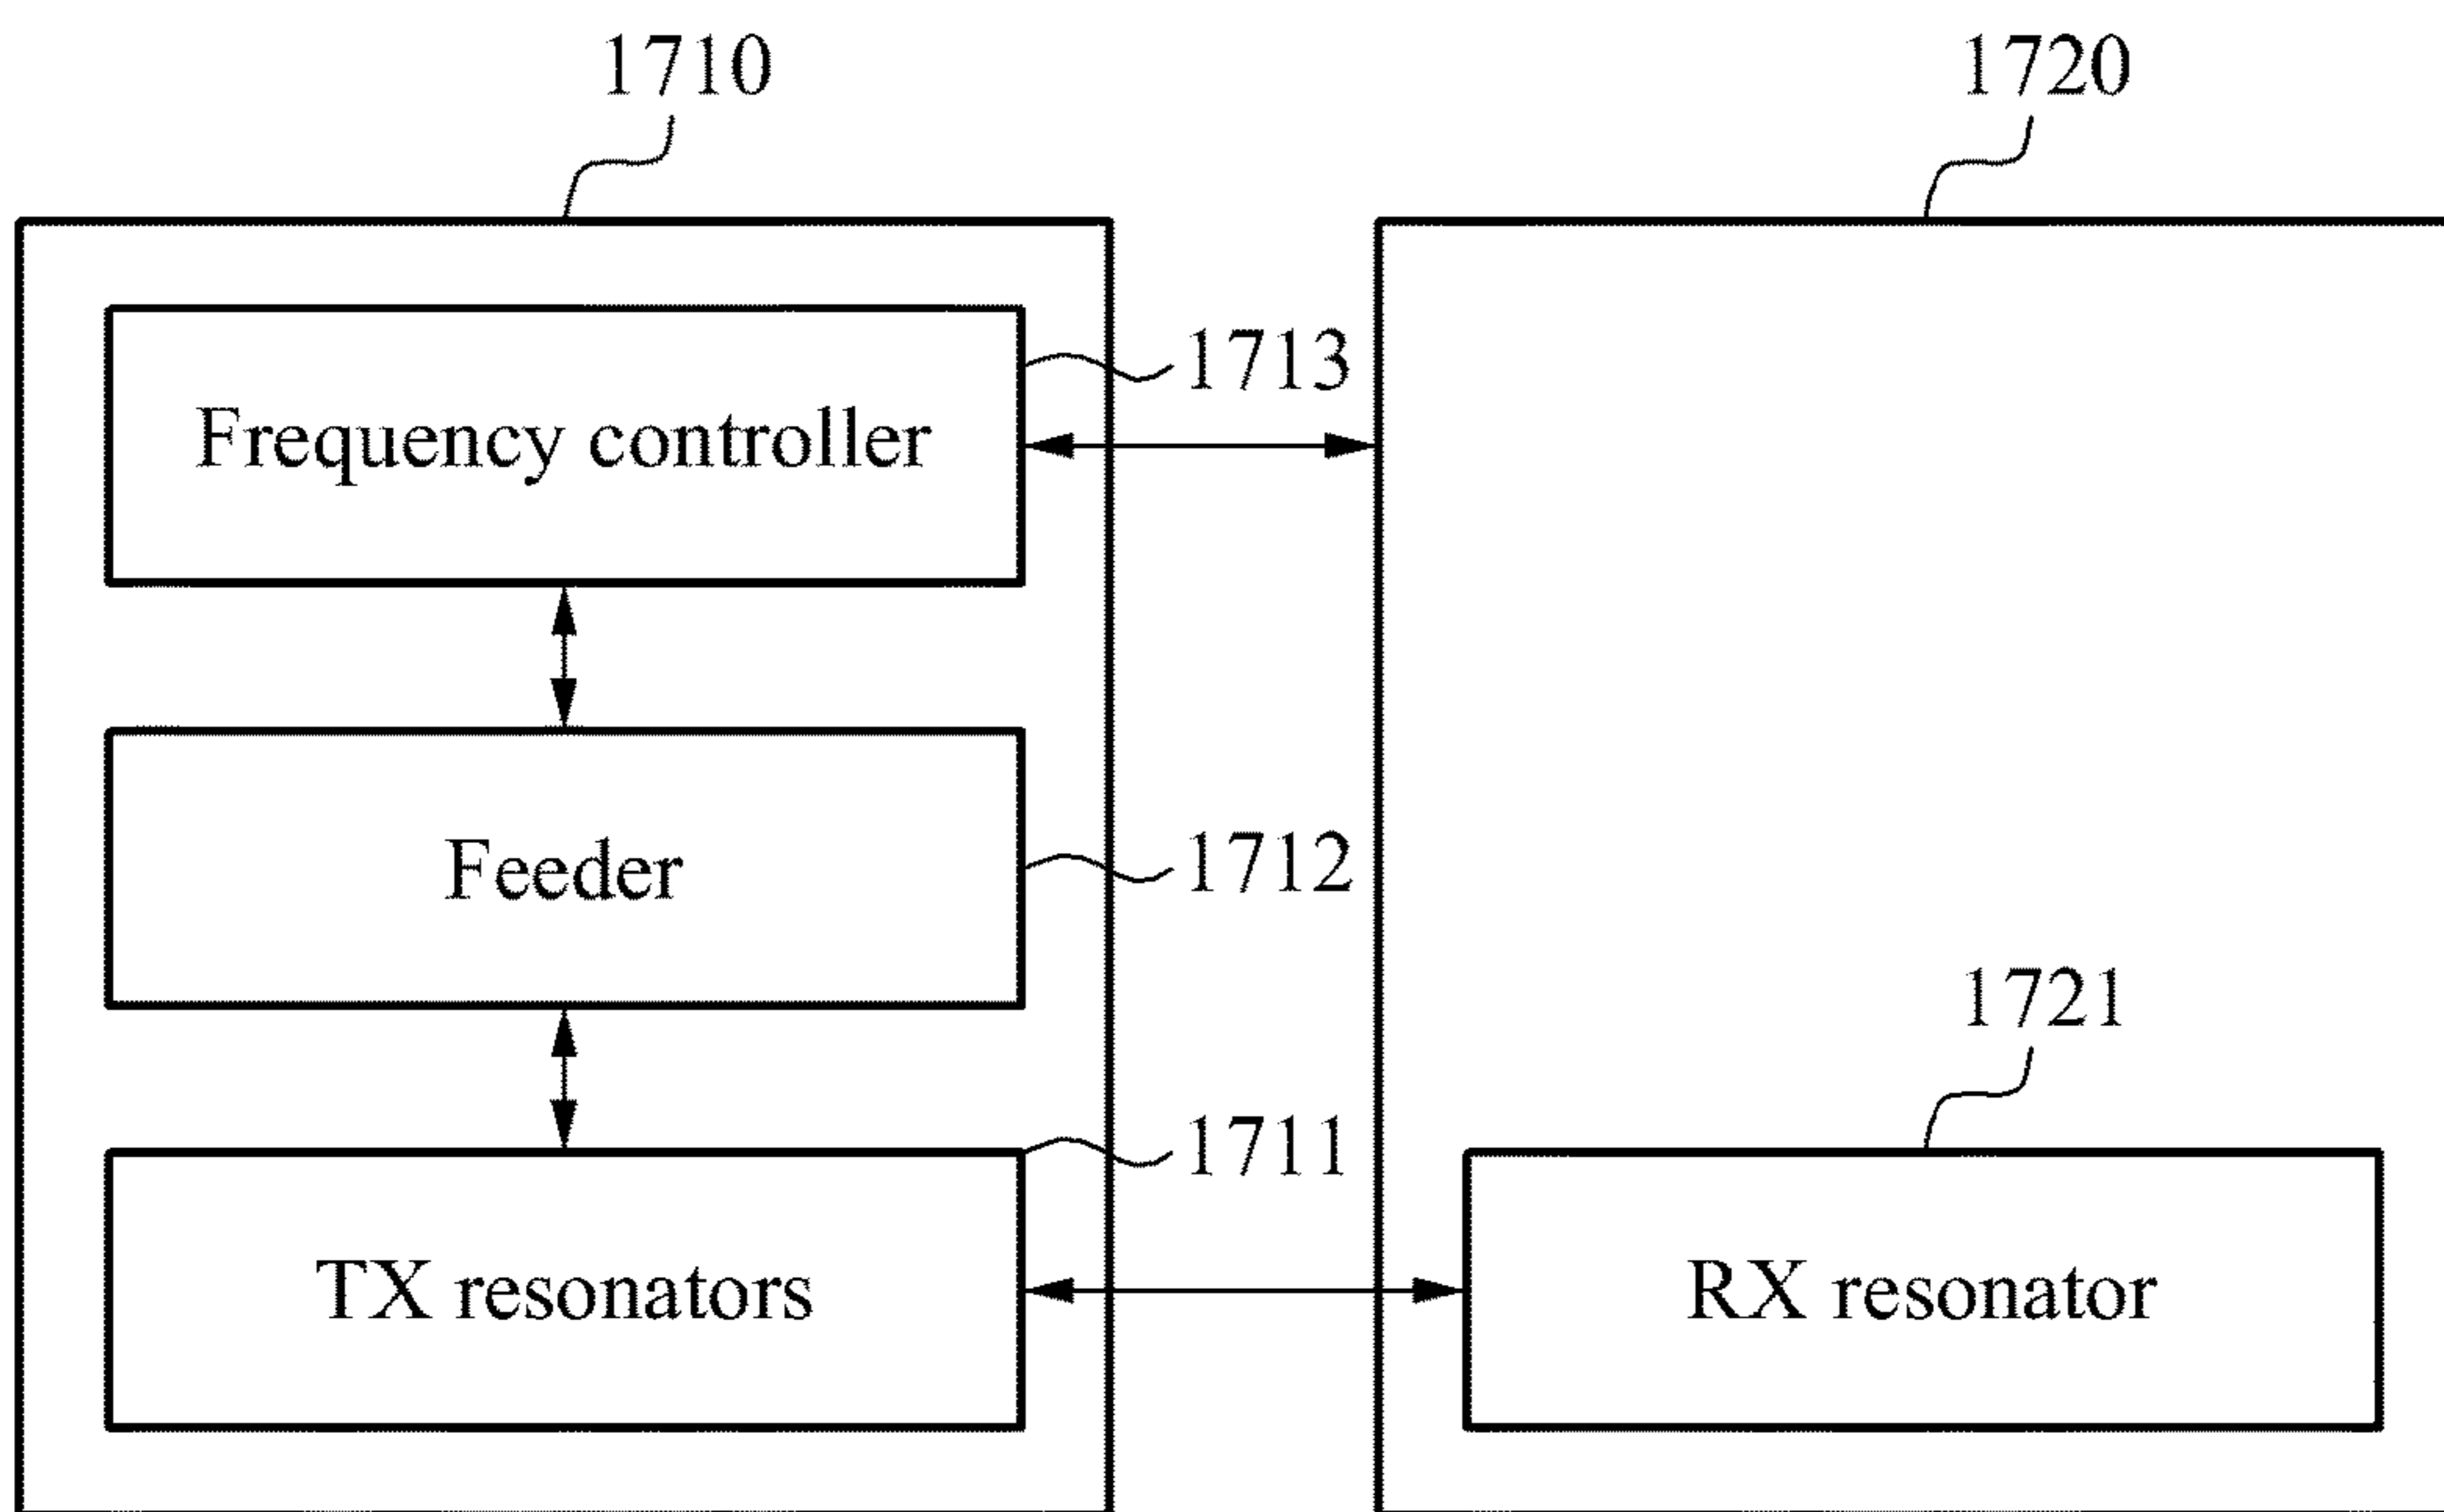 1710
1720
1713
Frequency controller
Feeder
1712
1721
1711
TX resonators
RX resonator